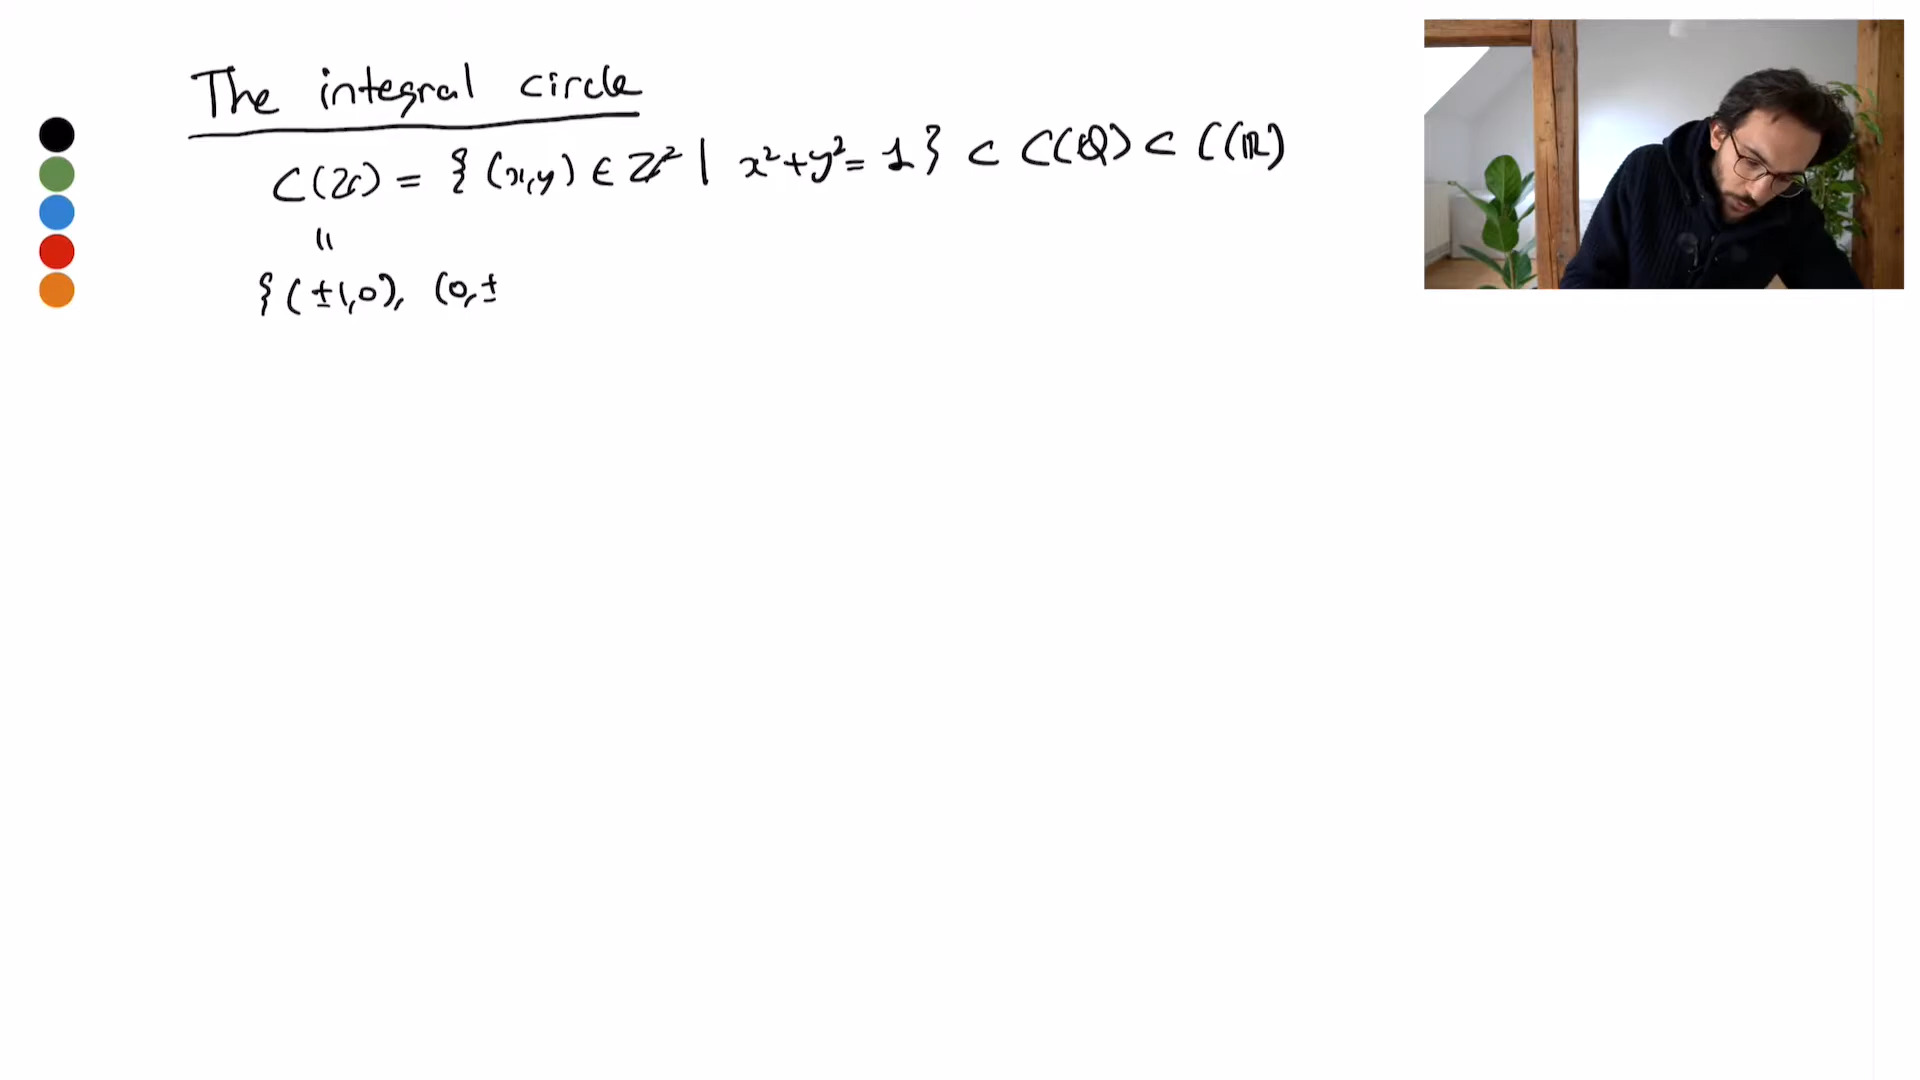 The integral circle
C(ℤ) = { (x,y) ∈ ℤ² | x²+y²= 1 } ⊂ C(ℚ) ⊂ C(ℝ)
=
{ (±1,0), (0,±